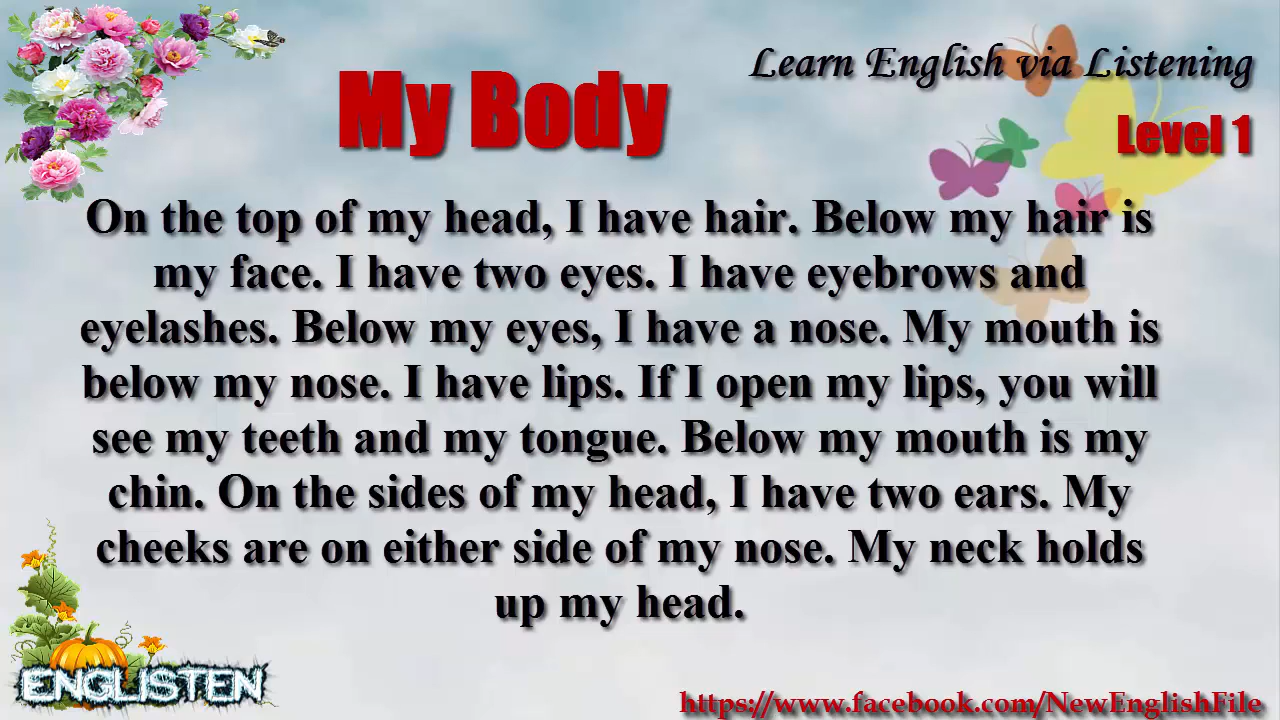 Learn English via Listening
My Body
Level 1
On the top of my head, I have hair. Below my hair is
my face. I have two eyes. I have eyebrows and
eyelashes. Below my eyes, I have a nose. My mouth is
below my nose. I have lips. If I open my lips, you will
see my teeth and my tongue. Below my mouth is my
chin. On the sides of my head, I have two ears. My
cheeks are on either side of my nose. My neck holds
up my head.
ENGLISTEN
https://www.facebook.com/NewEnglishFile